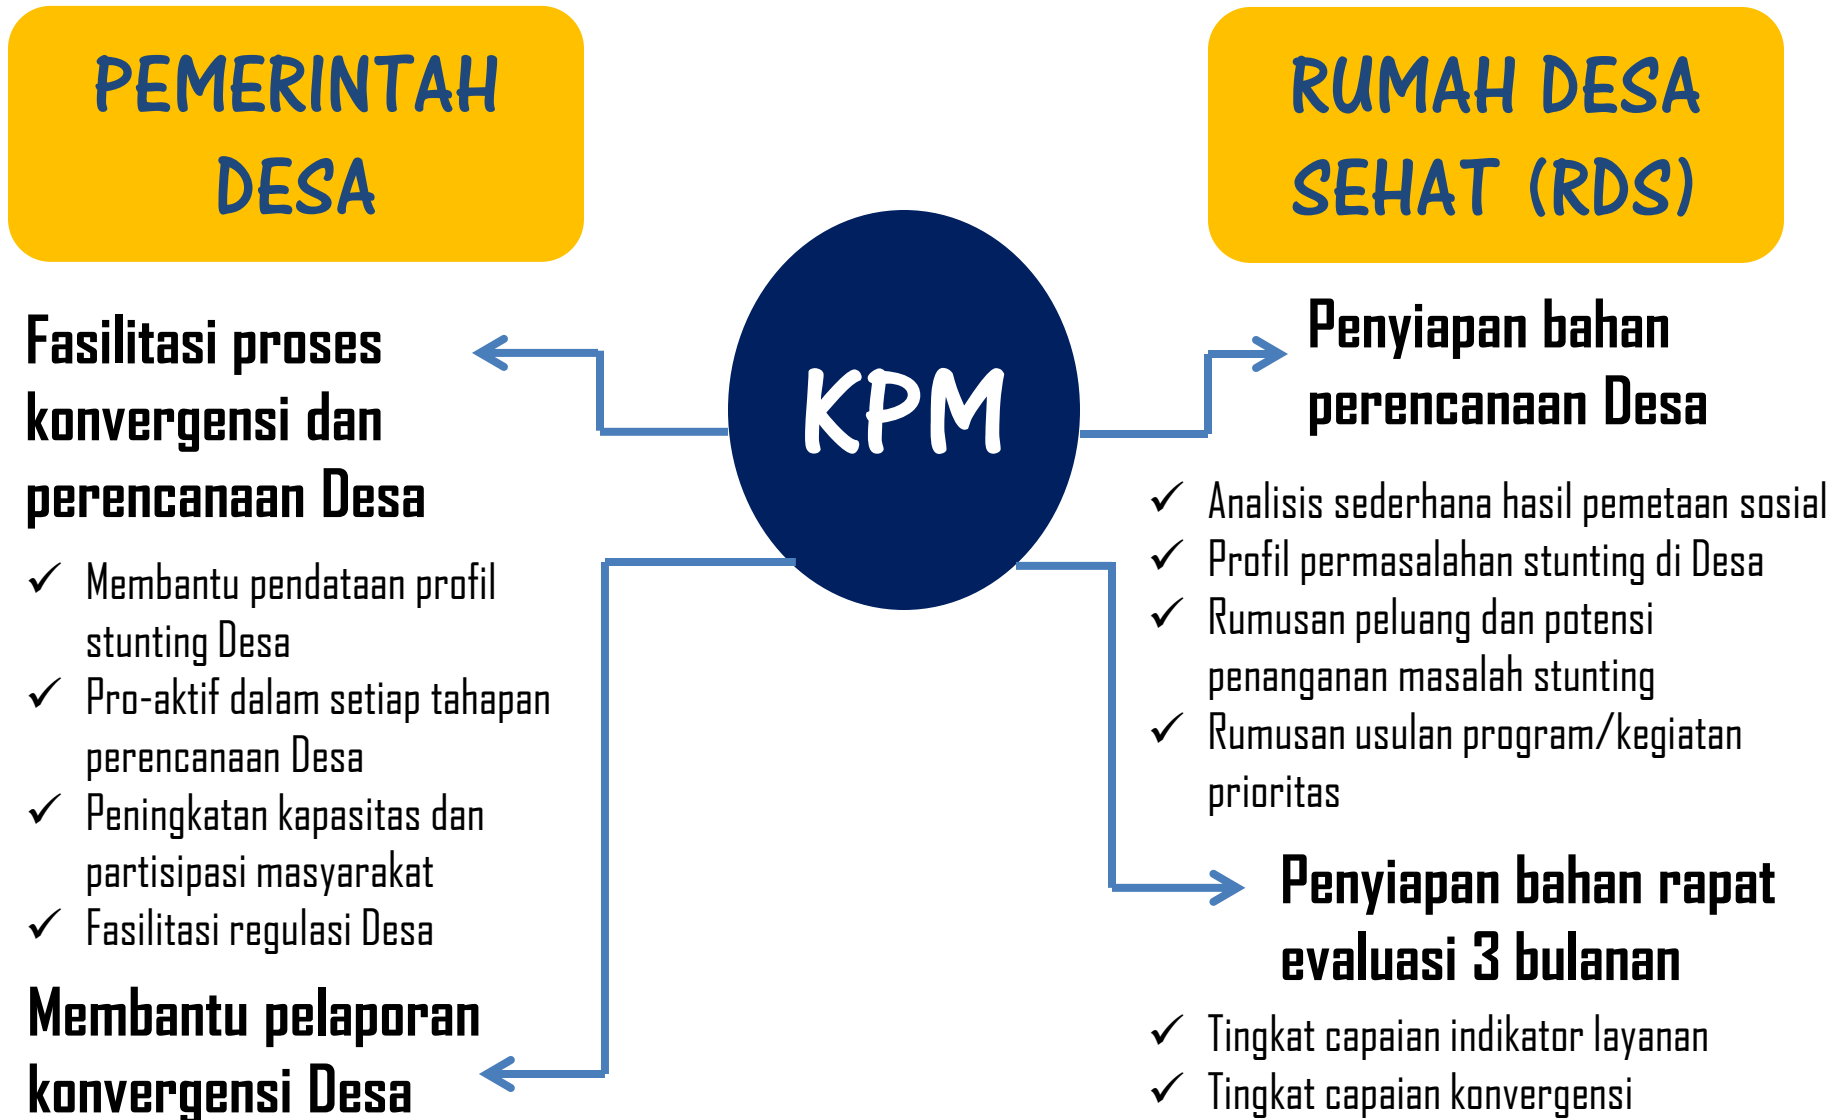 PEMERINTAH
DESA
Fasilitasi proses
konvergensi dan
perencanaan Desa
✓ Membantu pendataan profil
stunting Desa
✓ Pro-aktif dalam setiap tahapan
perencanaan Desa
✓ Peningkatan kapasitas dan
partisipasi masyarakat
✓ Fasilitasi regulasi Desa
Membantu pelaporan
konvergensi Desa
KPM
RUMAH DESA
SEHAT (RDS)
Penyiapan bahan
perencanaan Desa
✓ Analisis sederhana hasil pemetaan sosial
✓ Profil permasalahan stunting di Desa
✓ Rumusan peluang dan potensi
penanganan masalah stunting
✓ Rumusan usulan program/kegiatan
prioritas
Penyiapan bahan rapat
evaluasi 3 bulanan
✓ Tingkat capaian indikator layanan
✓ Tingkat capaian konvergensi